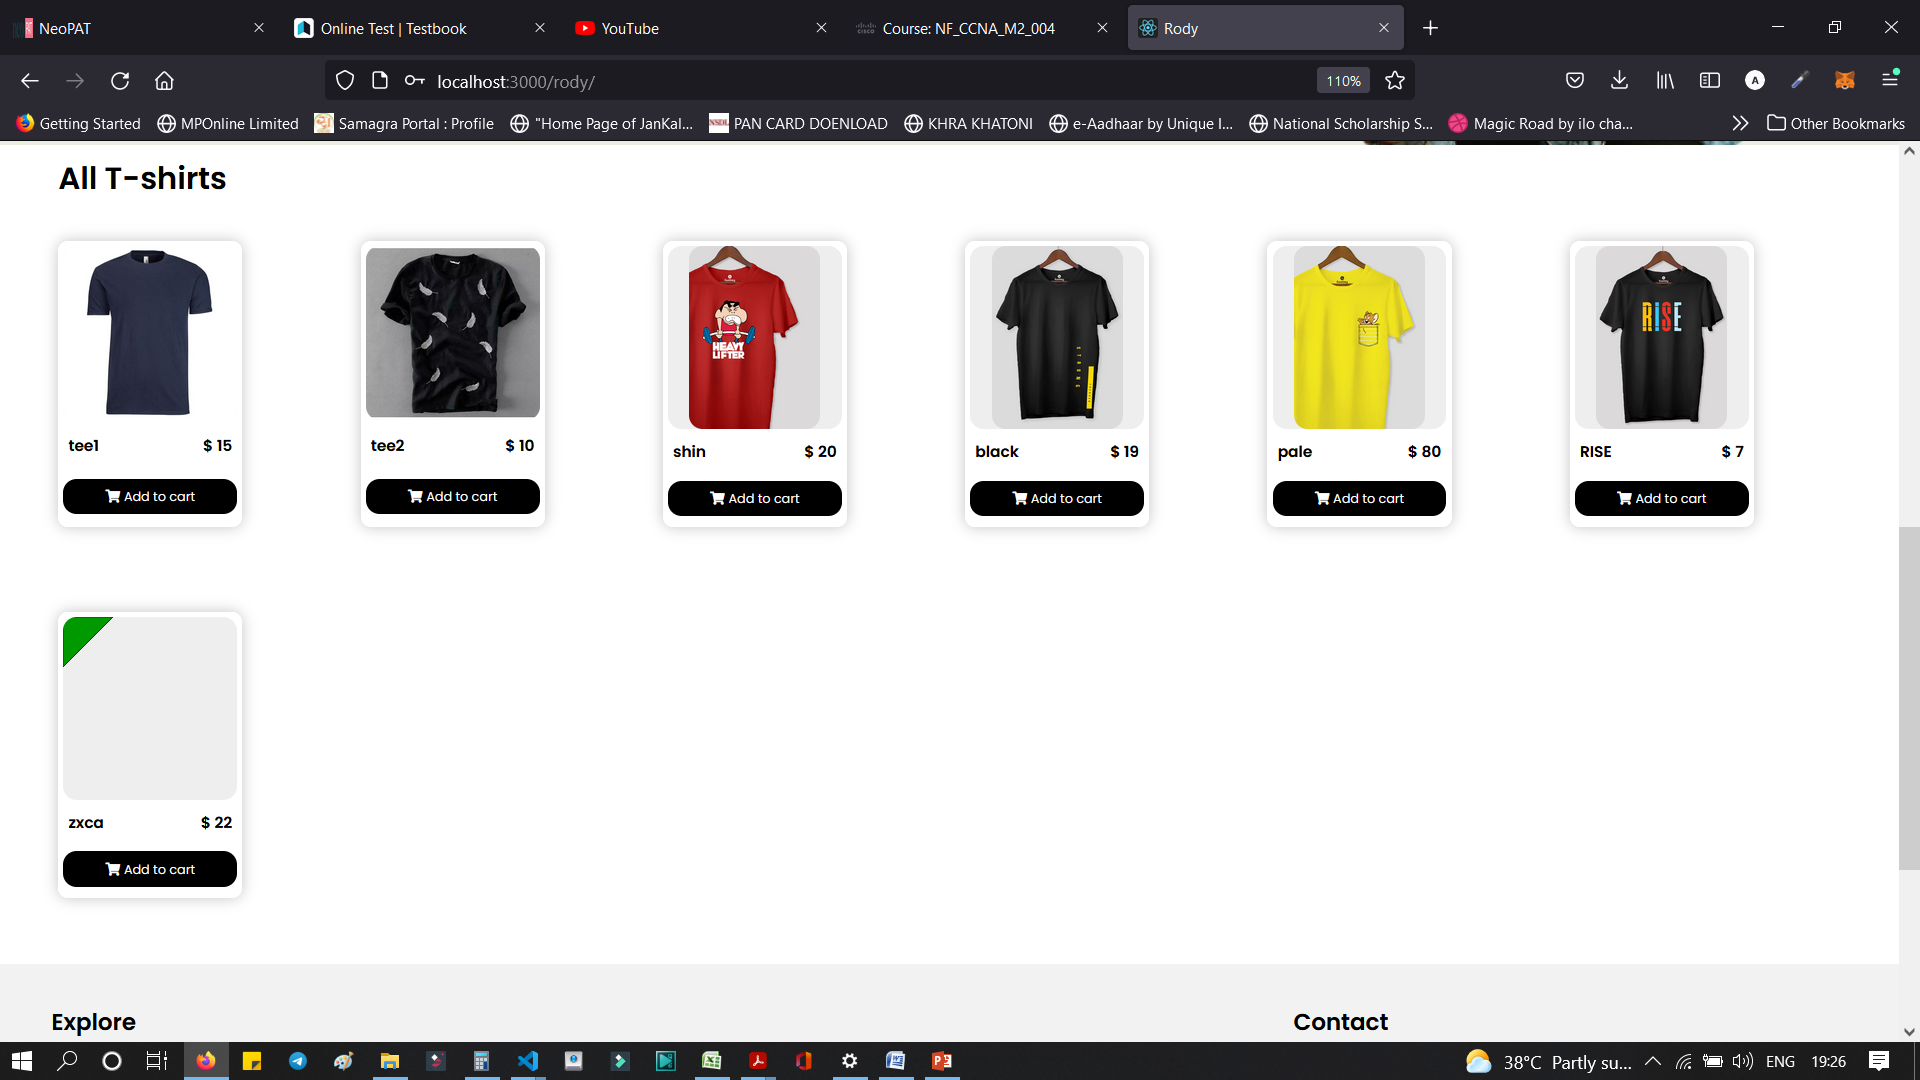 NeoPAT
Online Test | Testbook
YouTube
Course: NF_CCNA_M2_004
Rody
localhost:3000/rody/
110%
A
Getting Started
MPOnline Limited
Samagra Portal : Profile
"Home Page of JanKal...
PAN CARD DOENLOAD
KHRA KHATONI
e-Aadhaar by Unique I...
National Scholarship S...
Magic Road by ilo cha...
Other Bookmarks
All T-shirts
HEAVY
LIFTER
RISE
tee1 $ 15
tee2 $ 10
shin $ 20
black $ 19
pale $ 80
RISE $ 7
Add to cart
Add to cart
Add to cart
Add to cart
Add to cart
Add to cart
zxca $ 22
Add to cart
Explore
Contact
38°C Partly su...
ENG
19:26